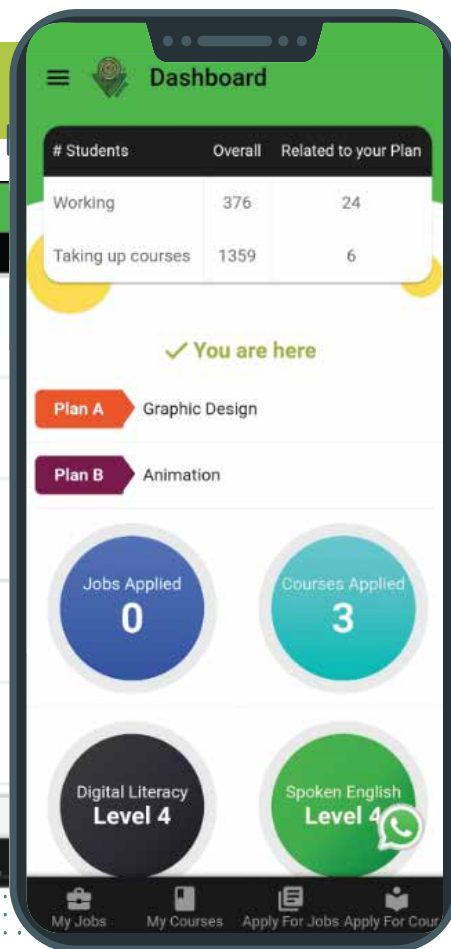 Dashboard
# Students Overall Related to your Plan
Working 376 24
Taking up courses 1359 6
You are here
Plan A Graphic Design
Plan B Animation
Jobs Applied
0
Courses Applied
3
Digital Literacy
Level 4
Spoken English
Level 4
My Jobs My Courses Apply For Jobs Apply For Cour